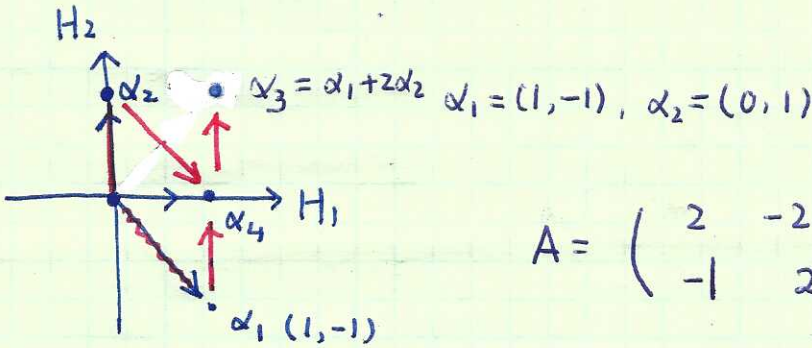 H₂
α₂
α₃ = α₁ + 2α₂ α₁ = (1, -1), α₂ = (0, 1)
H₁
α₄
A = ( 2 -2
-1 2
α₁ (1, -1)